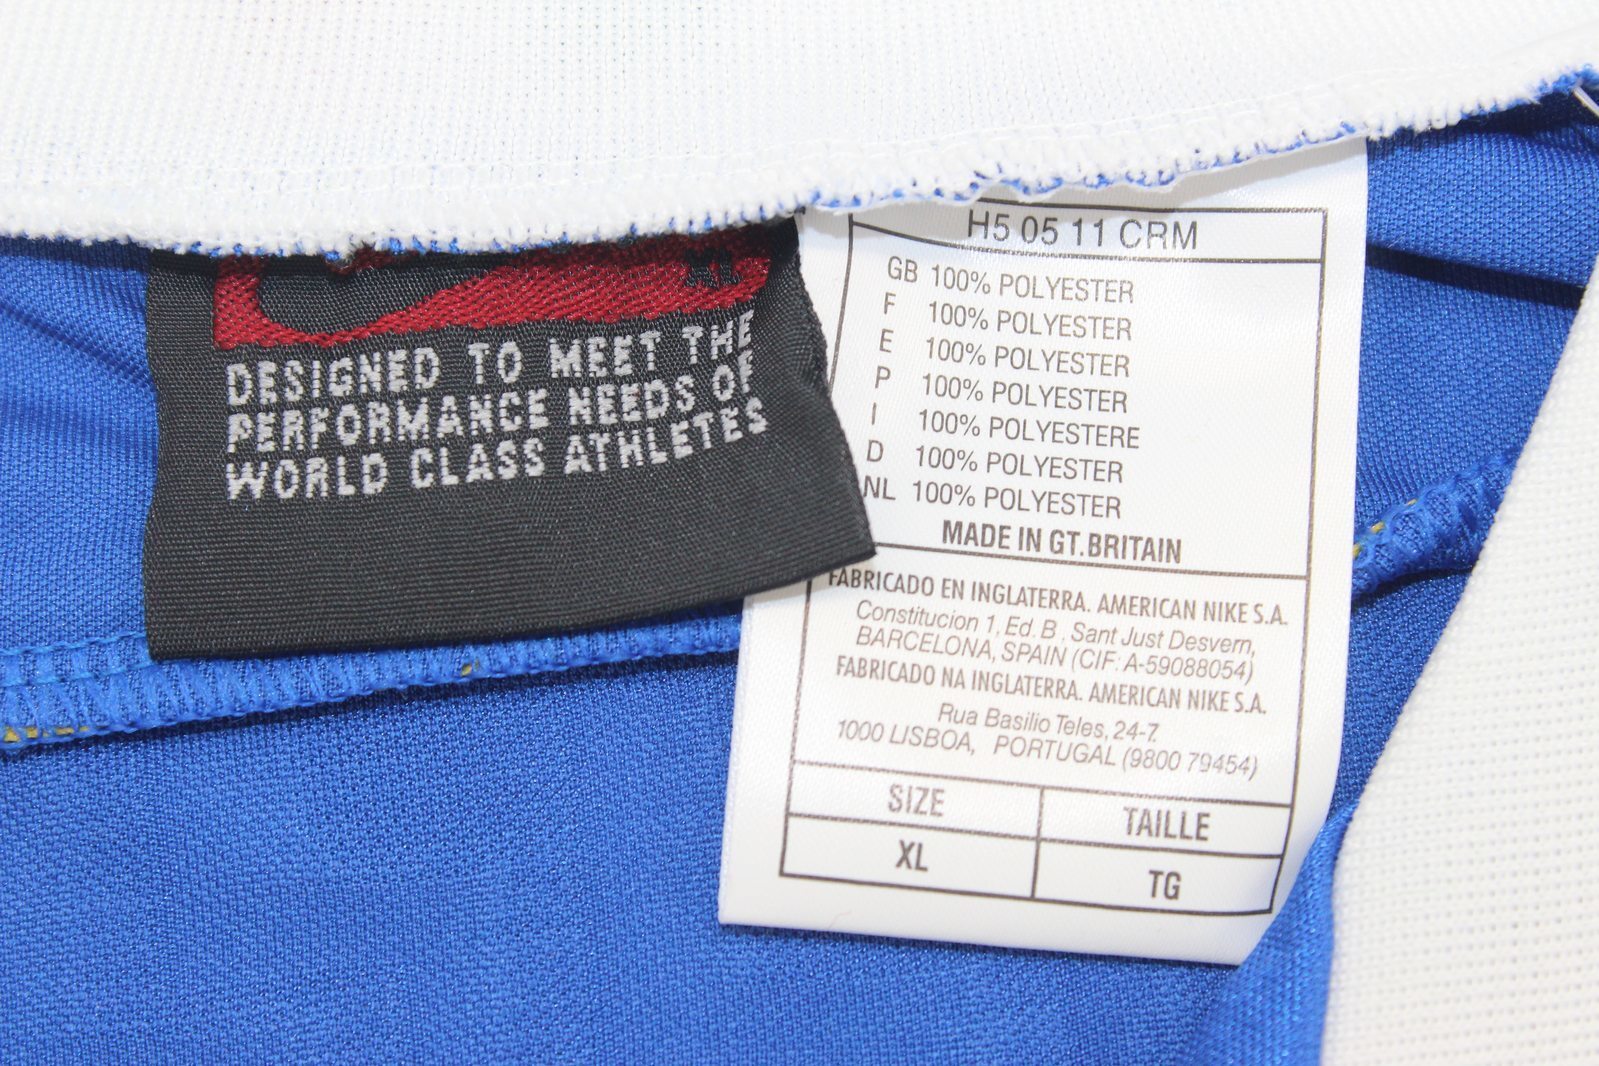 DESIGNED TO MEET THE
PERFORMANCE NEEDS OF
WORLD CLASS ATHLETES
H5 05 11 CRM
GB 100% POLYESTER
F 100% POLYESTER
E 100% POLYESTER
P 100% POLYESTER
I 100% POLYESTERE
D 100% POLYESTER
NL 100% POLYESTER
MADE IN GT. BRITAIN
FABRICADO EN INGLATERRA. AMERICAN NIKE S.A.
Constitucion 1, Ed. B, Sant Just Desvern,
BARCELONA, SPAIN (CIF: A-59088054)
FABRICADO NA INGLATERRA. AMERICAN NIKE S.A.
Rua Basilio Teles, 24-7.
1000 LISBOA, PORTUGAL (9800 79454)
SIZE TAILLE
XL TG